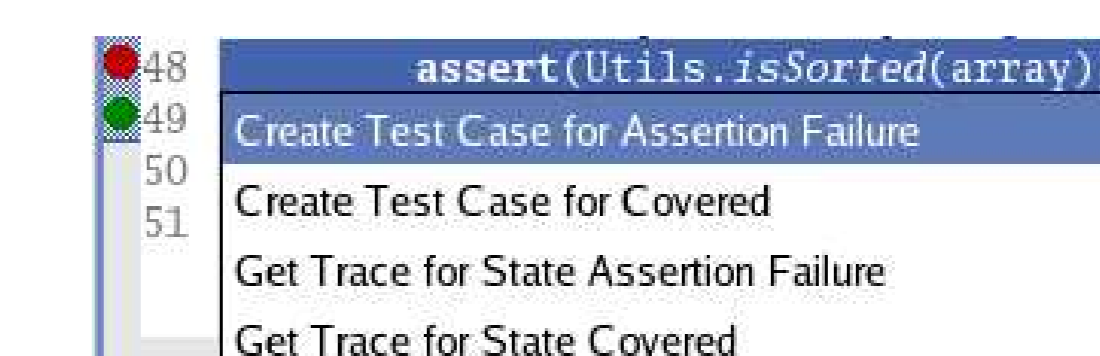 48 assert(Utils.isSorted(array)
49 Create Test Case for Assertion Failure
50 Create Test Case for Covered
51
Get Trace for State Assertion Failure
Get Trace for State Covered